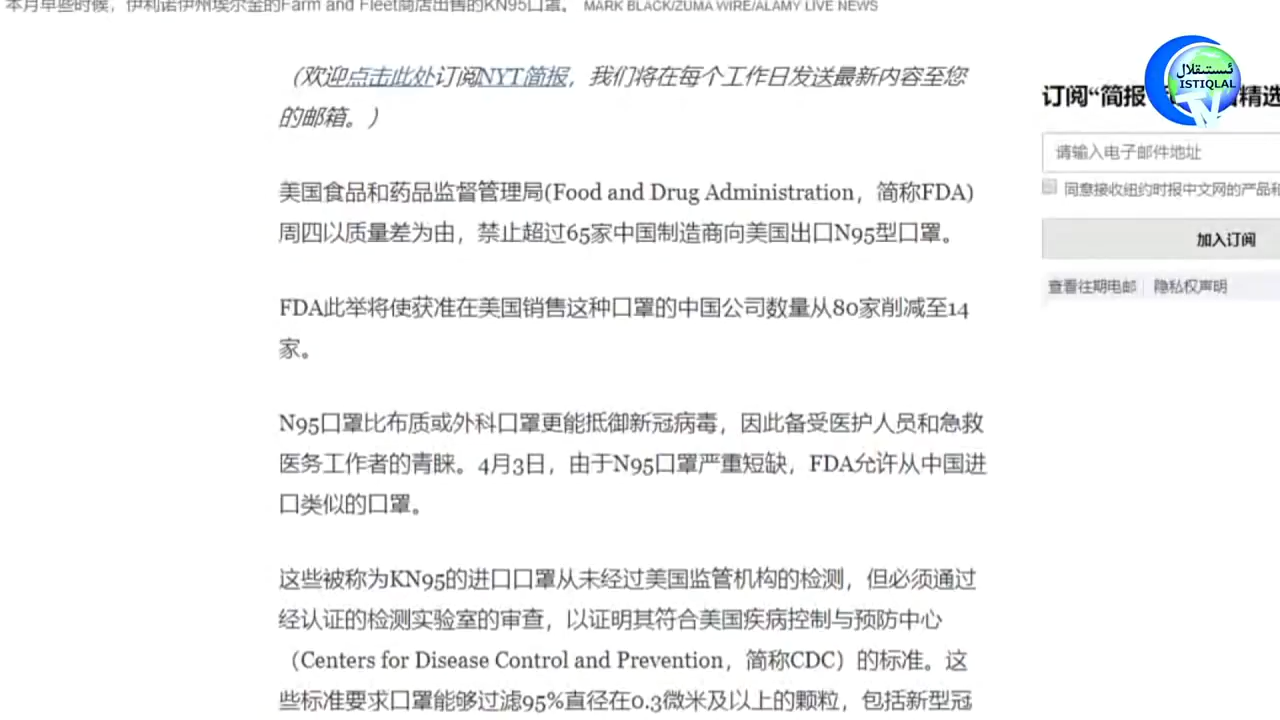 本月早些时候，伊利诺伊州埃尔金的Farm and Fleet商店出售的KN95口罩。 MARK BLACK/ZUMA WIRE/ALAMY LIVE NEWS
（欢迎点击此处订阅NYT简报，我们将在每个工作日发送最新内容至您
的邮箱。）
美国食品和药品监督管理局(Food and Drug Administration，简称FDA)
周四以质量差为由，禁止超过65家中国制造商向美国出口N95型口罩。
FDA此举将使获准在美国销售这种口罩的中国公司数量从80家削减至14
家。
N95口罩比布质或外科口罩更能抵御新冠病毒，因此备受医护人员和急救
医务工作者的青睐。4月3日，由于N95口罩严重短缺，FDA允许从中国进
口类似的口罩。
这些被称为KN95的进口口罩从未经过美国监管机构的检测，但必须通过
经认证的检测实验室的审查，以证明其符合美国疾病控制与预防中心
（Centers for Disease Control and Prevention，简称CDC）的标准。这
些标准要求口罩能够过滤95%直径在0.3微米及以上的颗粒，包括新型冠
ئىستىقلال
ISTIQLAL
TV
订阅“简报 精选
请输入电子邮件地址
同意接收纽约时报中文网的产品和
加入订阅
查看往期电邮 隐私权声明